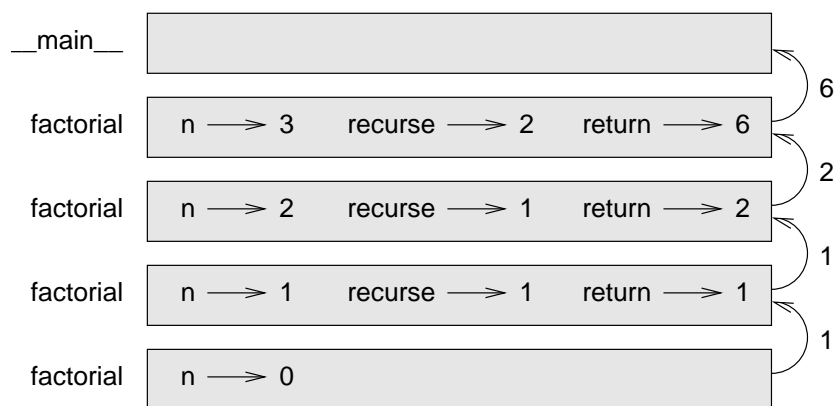 __main__
6
factorial n 3 recurse 2 return 6
2
factorial n 2 recurse 1 return 2
1
factorial n 1 recurse 1 return 1
1
factorial n 0